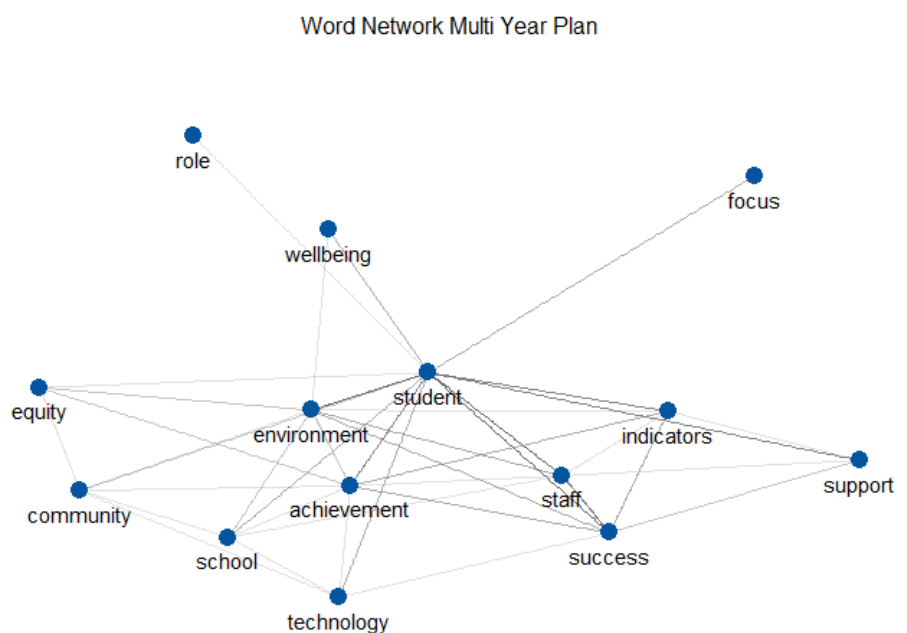 Word Network Multi Year Plan
role
focus
wellbeing
student
equity
environment
indicators
support
achievement
staff
community
school
success
technology